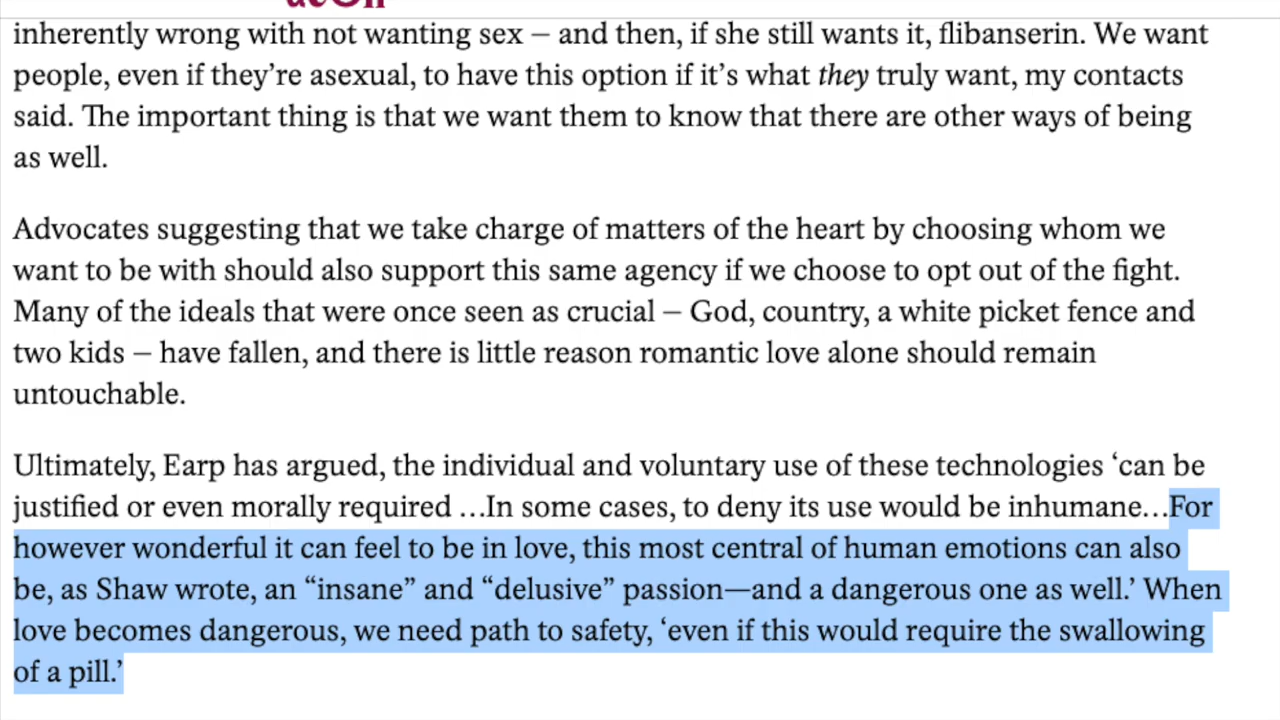 aeon
inherently wrong with not wanting sex – and then, if she still wants it, flibanserin. We want
people, even if they’re asexual, to have this option if it’s what they truly want, my contacts
said. The important thing is that we want them to know that there are other ways of being
as well.
Advocates suggesting that we take charge of matters of the heart by choosing whom we
want to be with should also support this same agency if we choose to opt out of the fight.
Many of the ideals that were once seen as crucial – God, country, a white picket fence and
two kids – have fallen, and there is little reason romantic love alone should remain
untouchable.
Ultimately, Earp has argued, the individual and voluntary use of these technologies ‘can be
justified or even morally required …In some cases, to deny its use would be inhumane…For
however wonderful it can feel to be in love, this most central of human emotions can also
be, as Shaw wrote, an “insane” and “delusive” passion—and a dangerous one as well.’ When
love becomes dangerous, we need path to safety, ‘even if this would require the swallowing
of a pill.’